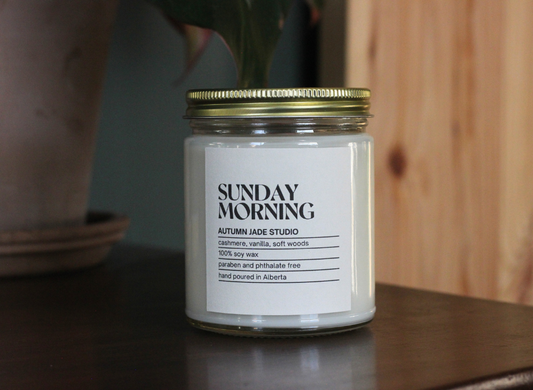 SUNDAY
MORNING
AUTUMN JADE STUDIO
cashmere, vanilla, soft woods
100% soy wax
paraben and phthalate free
hand poured in Alberta